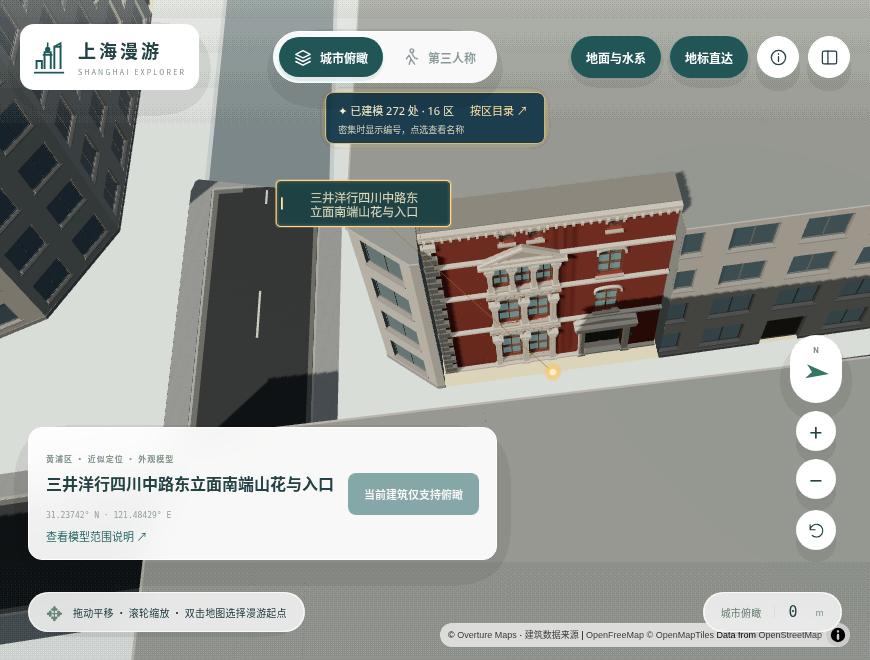 上海漫游
SHANGHAI EXPLORER
城市俯瞰
第三人称
地面与水系
地标直达
✦ 已建模 272 处 · 16 区 按区目录 ↗
密集时显示编号，点选查看名称
三井洋行四川中路东
立面南端山花与入口
N
黄浦区 · 近似定位 · 外观模型
三井洋行四川中路东立面南端山花与入口
当前建筑仅支持俯瞰
31.23742° N · 121.48429° E
查看模型范围说明 ↗
拖动平移 · 滚轮缩放 · 双击地图选择漫游起点
城市俯瞰 0 m
© Overture Maps · 建筑数据来源 | OpenFreeMap © OpenMapTiles Data from OpenStreetMap